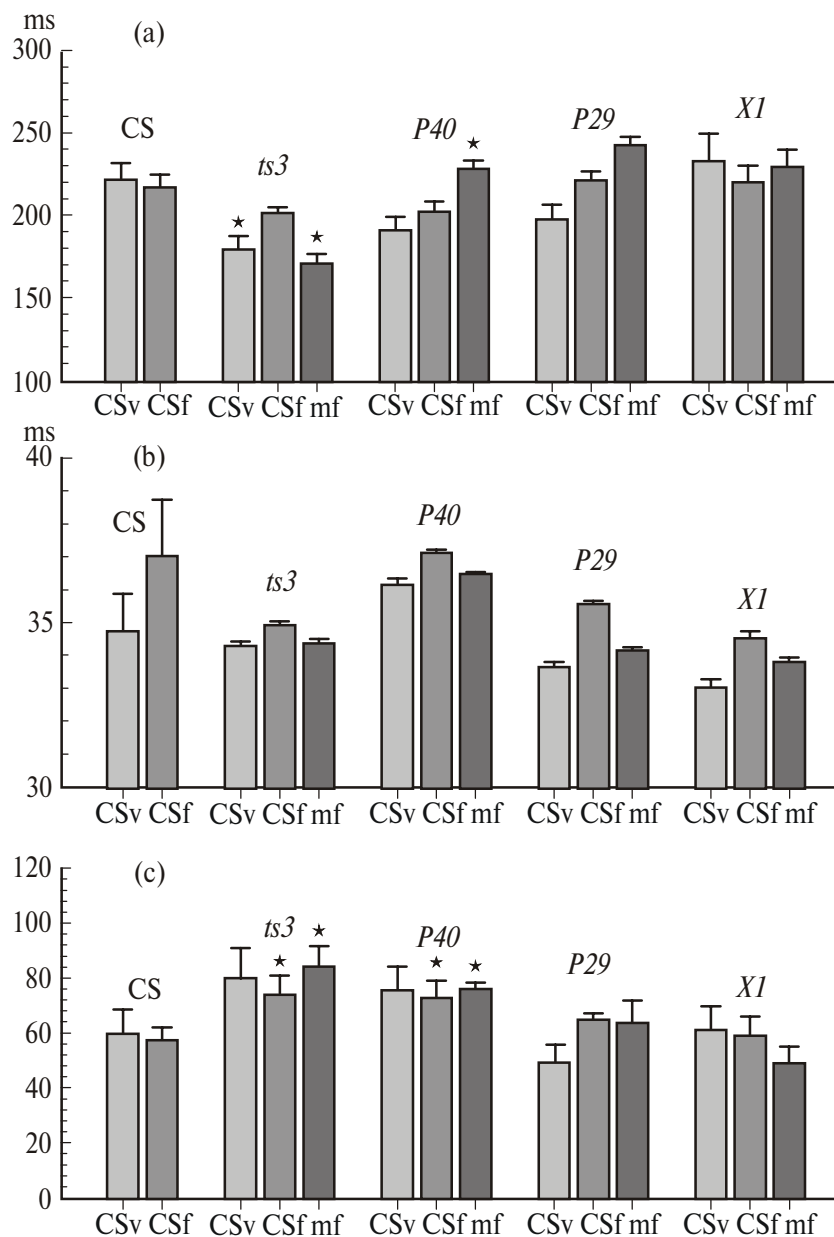 ms (a)
300
250
200
150
100
CS
ts3
P40
P29
X1
★ ★ ★
CSv CSf CSv CSf mf CSv CSf mf CSv CSf mf CSv CSf mf
ms (b)
40
35
30
CS
ts3
P40
P29
X1
CSv CSf CSv CSf mf CSv CSf mf CSv CSf mf CSv CSf mf
(c)
120
100
80
60
40
20
0
CS
ts3
P40
P29
X1
★ ★ ★ ★
CSv CSf CSv CSf mf CSv CSf mf CSv CSf mf CSv CSf mf